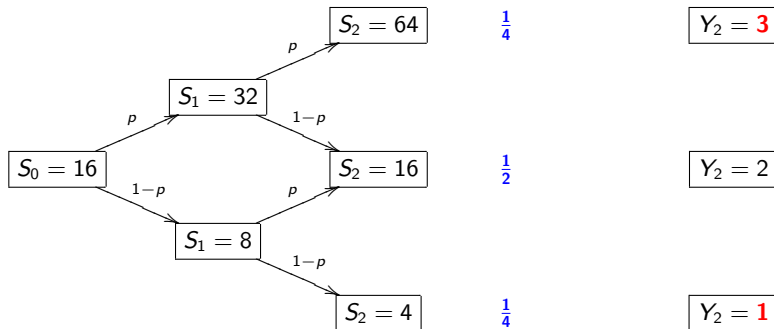 S₂ = 64 1/4 Y₂ = 3
p
S₁ = 32
p 1−p
S₀ = 16 S₂ = 16 1/2 Y₂ = 2
1−p p
S₁ = 8
1−p
S₂ = 4 1/4 Y₂ = 1